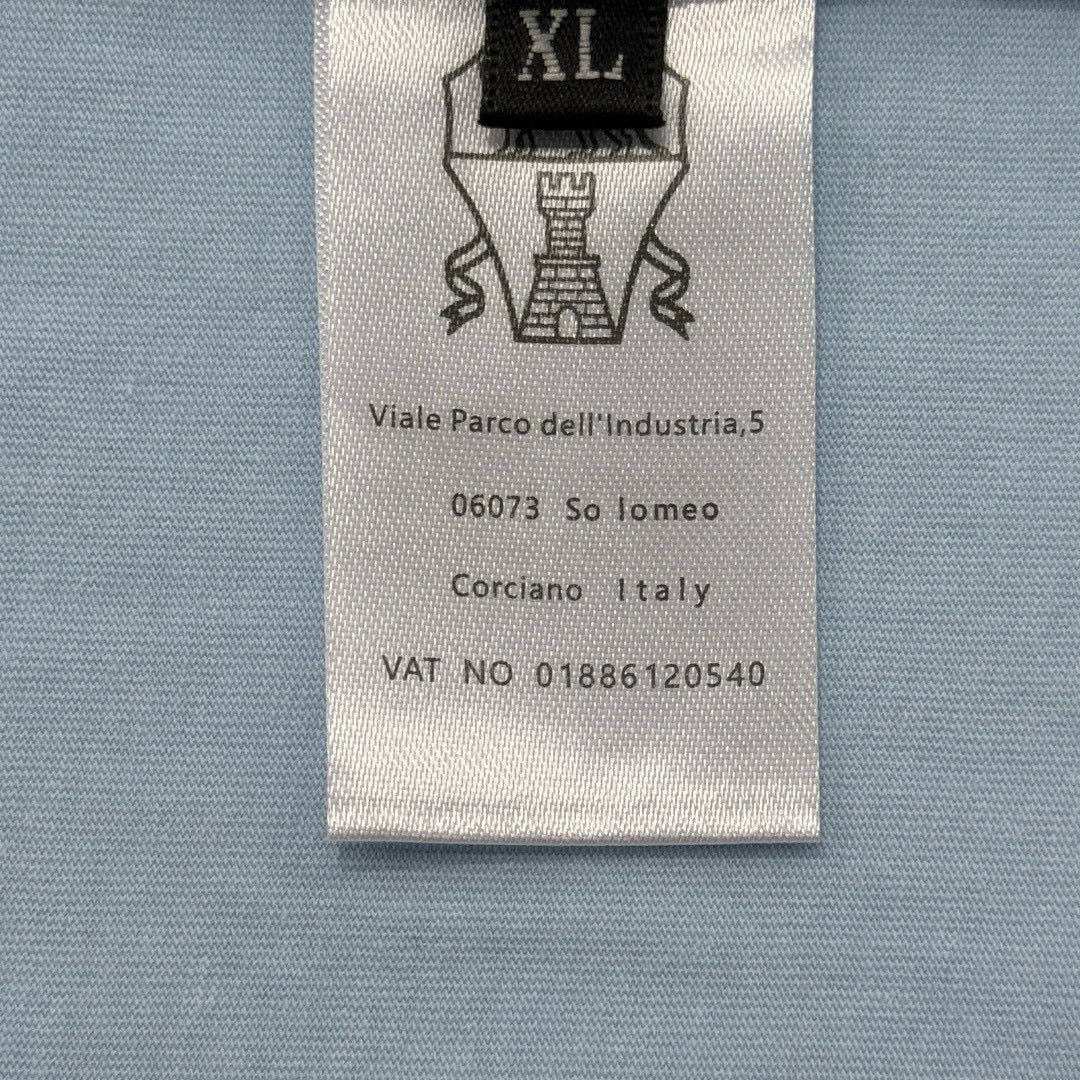 XL
Viale Parco dell'Industria,5
06073 So lomeo
Corciano Italy
VAT NO 01886120540